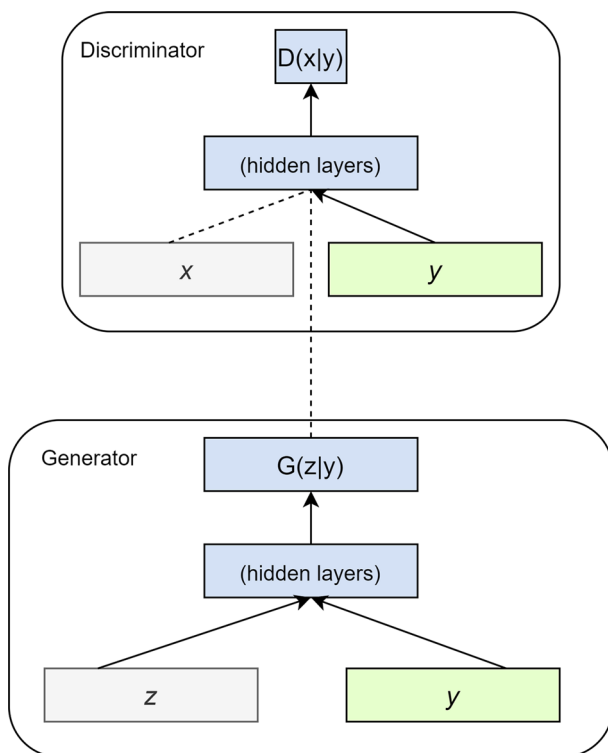 Discriminator
D(x|y)
(hidden layers)
x
y
Generator
G(z|y)
(hidden layers)
z
y